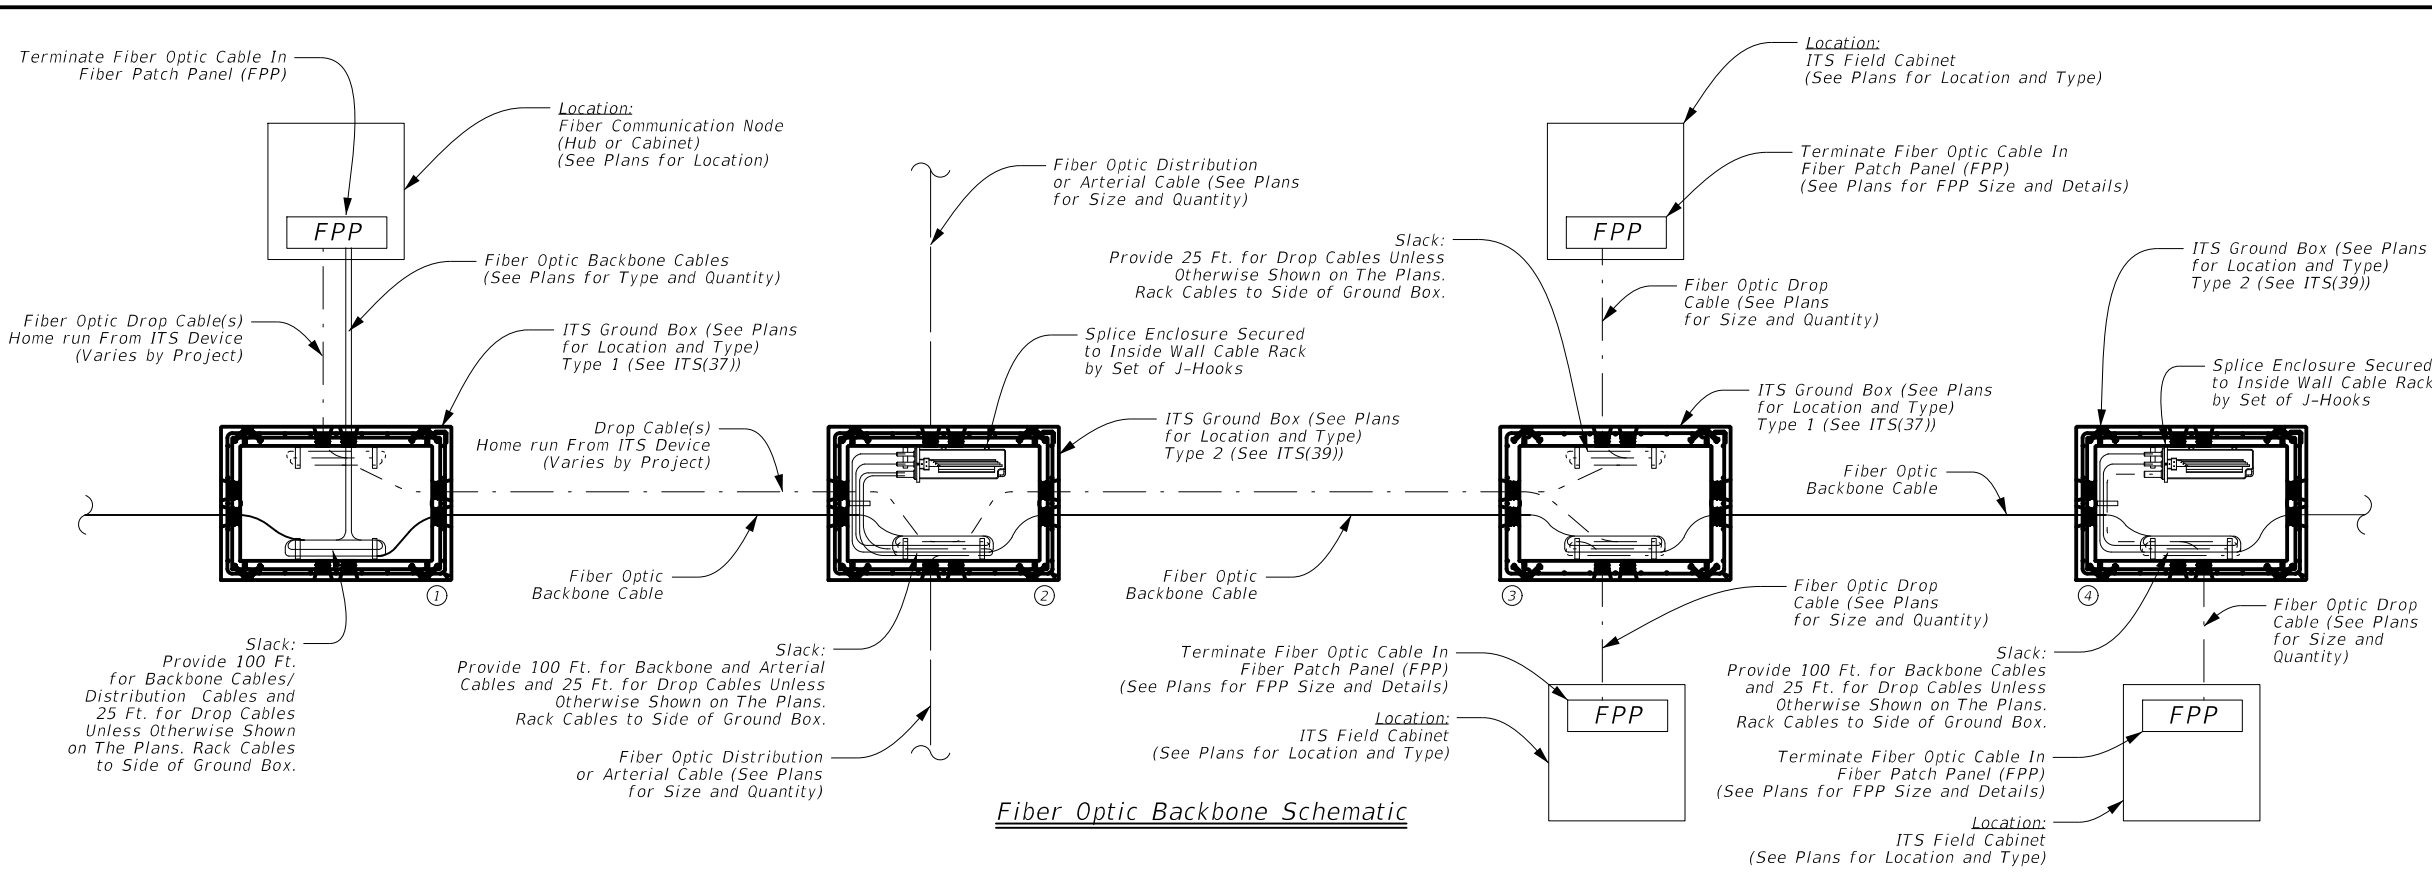 Terminate Fiber Optic Cable In
Fiber Patch Panel (FPP)
Location:
Fiber Communication Node
(Hub or Cabinet)
(See Plans for Location)
FPP
Fiber Optic Backbone Cables
(See Plans for Type and Quantity)
Fiber Optic Drop Cable(s)
Home run From ITS Device
(Varies by Project)
ITS Ground Box (See Plans
for Location and Type)
Type 1 (See ITS(37))
1
Slack:
Provide 100 Ft.
for Backbone Cables/
Distribution Cables and
25 Ft. for Drop Cables
Unless Otherwise Shown
on The Plans. Rack Cables
to Side of Ground Box.
Drop Cable(s)
Home run From ITS Device
(Varies by Project)
Fiber Optic
Backbone Cable
Fiber Optic Distribution
or Arterial Cable (See Plans
for Size and Quantity)
Splice Enclosure Secured
to Inside Wall Cable Rack
by Set of J-Hooks
ITS Ground Box (See Plans
for Location and Type)
Type 2 (See ITS(39))
2
Slack:
Provide 100 Ft. for Backbone and Arterial
Cables and 25 Ft. for Drop Cables Unless
Otherwise Shown on The Plans.
Rack Cables to Side of Ground Box.
Fiber Optic Distribution
or Arterial Cable (See Plans
for Size and Quantity)
Fiber Optic
Backbone Cable
Location:
ITS Field Cabinet
(See Plans for Location and Type)
Terminate Fiber Optic Cable In
Fiber Patch Panel (FPP)
(See Plans for FPP Size and Details)
FPP
Slack:
Provide 25 Ft. for Drop Cables Unless
Otherwise Shown on The Plans.
Rack Cables to Side of Ground Box.
Fiber Optic Drop
Cable (See Plans
for Size and Quantity)
ITS Ground Box (See Plans
for Location and Type)
Type 1 (See ITS(37))
3
Fiber Optic Drop
Cable (See Plans
for Size and Quantity)
Terminate Fiber Optic Cable In
Fiber Patch Panel (FPP)
(See Plans for FPP Size and Details)
FPP
Location:
ITS Field Cabinet
(See Plans for Location and Type)
Fiber Optic
Backbone Cable
ITS Ground Box (See Plans
for Location and Type)
Type 2 (See ITS(39))
Splice Enclosure Secured
to Inside Wall Cable Rack
by Set of J-Hooks
4
Fiber Optic Drop
Cable (See Plans
for Size and
Quantity)
Slack:
Provide 100 Ft. for Backbone Cables
and 25 Ft. for Drop Cables Unless
Otherwise Shown on The Plans.
Rack Cables to Side of Ground Box.
FPP
Terminate Fiber Optic Cable In
Fiber Patch Panel (FPP)
(See Plans for FPP Size and Details)
Location:
ITS Field Cabinet
(See Plans for Location and Type)
Fiber Optic Backbone Schematic